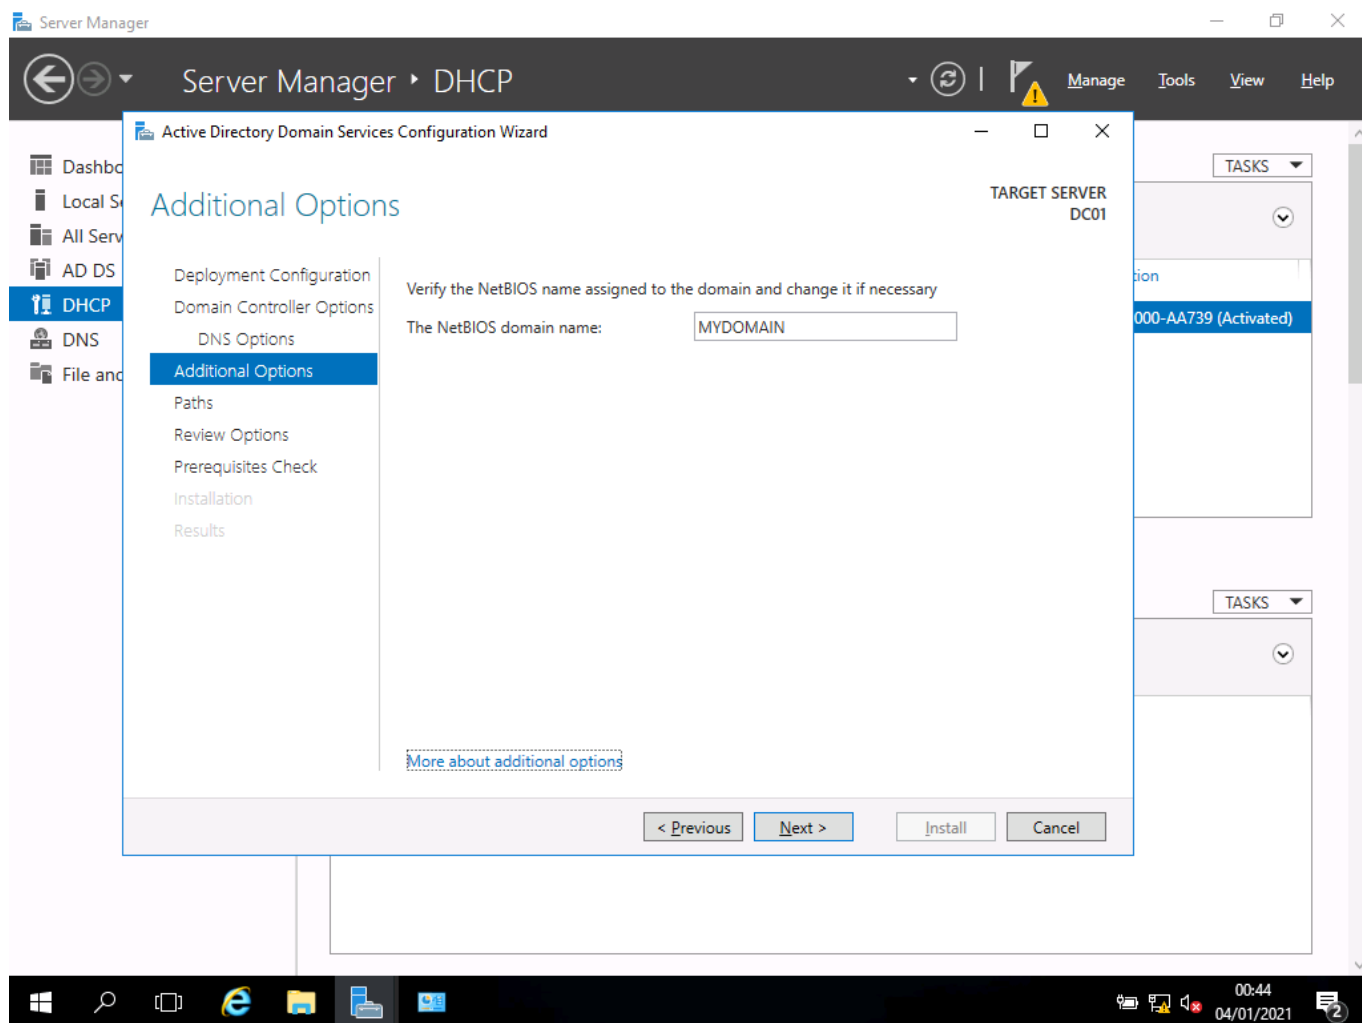 Server Manager
Server Manager ‣ DHCP
Manage Tools View Help
Active Directory Domain Services Configuration Wizard
Additional Options
TARGET SERVER
DC01
Dashbo
Local Se
All Serv
AD DS
DHCP
DNS
File and
Deployment Configuration
Domain Controller Options
DNS Options
Additional Options
Paths
Review Options
Prerequisites Check
Installation
Results
Verify the NetBIOS name assigned to the domain and change it if necessary
The NetBIOS domain name: MYDOMAIN
More about additional options
< Previous Next > Install Cancel
TASKS
tion
000-AA739 (Activated)
TASKS
00:44
04/01/2021
2